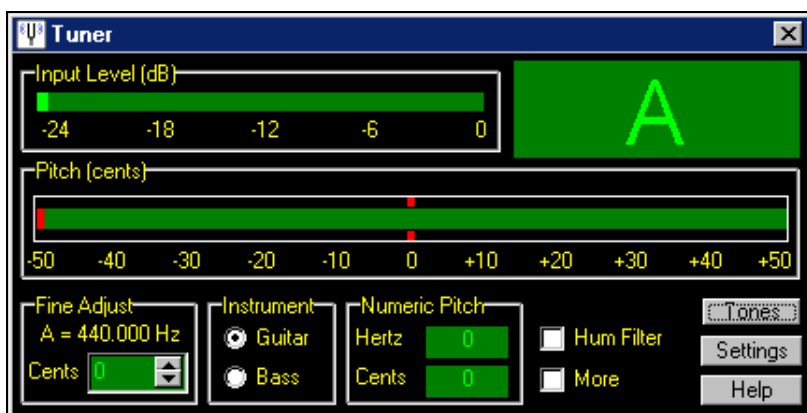 Tuner
Input Level (dB)
-24 -18 -12 -6 0
A
Pitch (cents)
-50 -40 -30 -20 -10 0 +10 +20 +30 +40 +50
Fine Adjust
A = 440.000 Hz
Cents 0
Instrument
Guitar
Bass
Numeric Pitch
Hertz 0
Cents 0
Hum Filter
More
Tones
Settings
Help